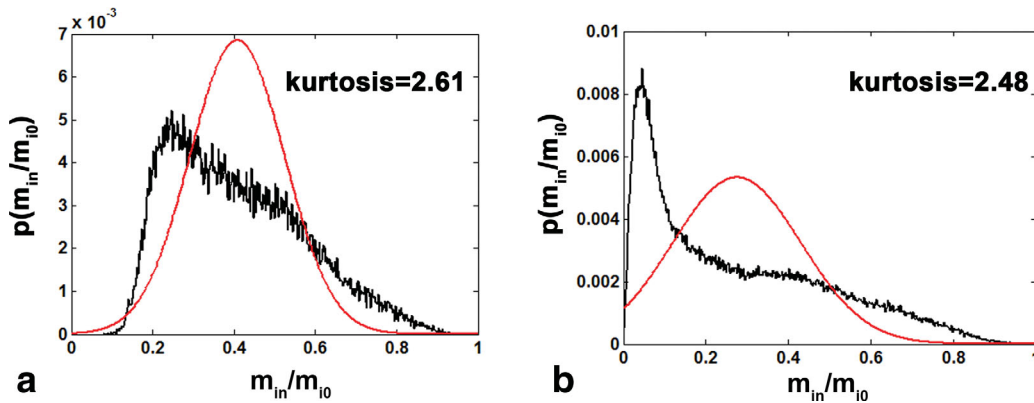 x 10⁻³
7
6
5
4
3
2
1
0
0
0.2
0.4
0.6
0.8
1
p(m_in/m_i0)
m_in/m_i0
kurtosis=2.61
a
0.01
0.008
0.006
0.004
0.002
0
0
0.2
0.4
0.6
0.8
1
p(m_in/m_i0)
m_in/m_i0
kurtosis=2.48
b